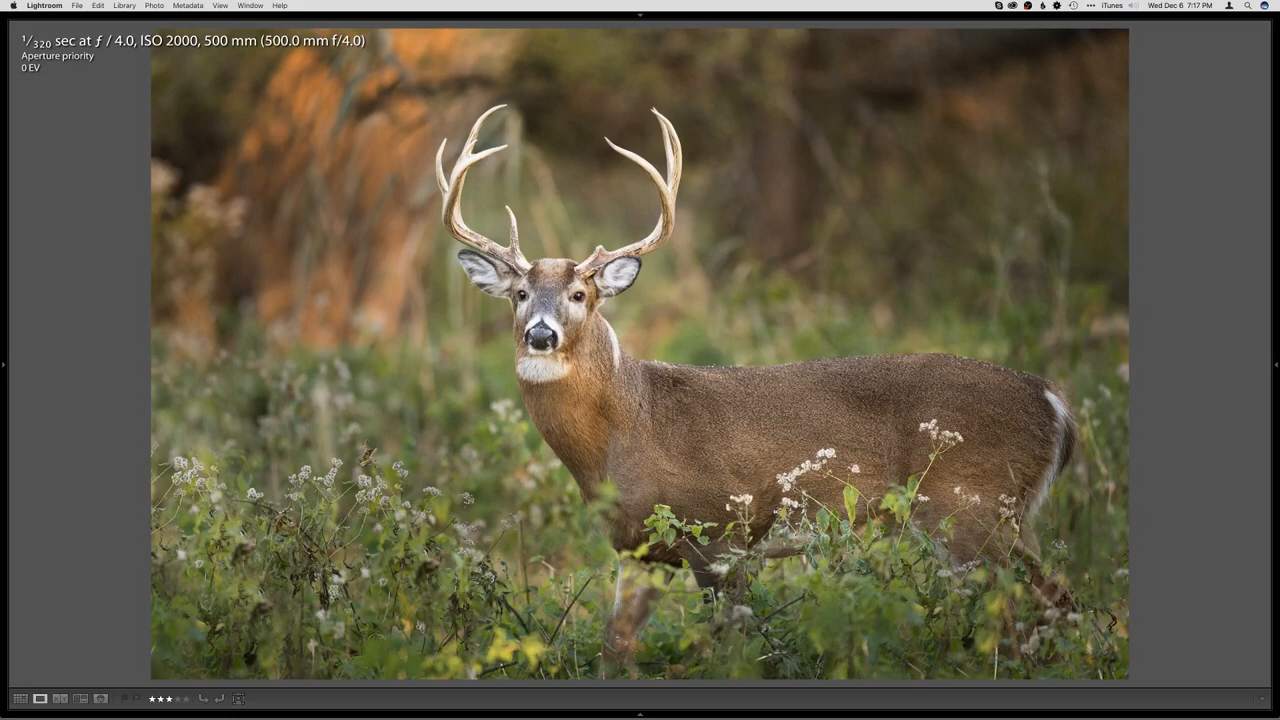 Lightroom File Edit Library Photo Metadata View Window Help iTunes Wed Dec 6 7:17 PM
1/320 sec at ƒ / 4.0, ISO 2000, 500 mm (500.0 mm f/4.0)
Aperture priority
0 EV